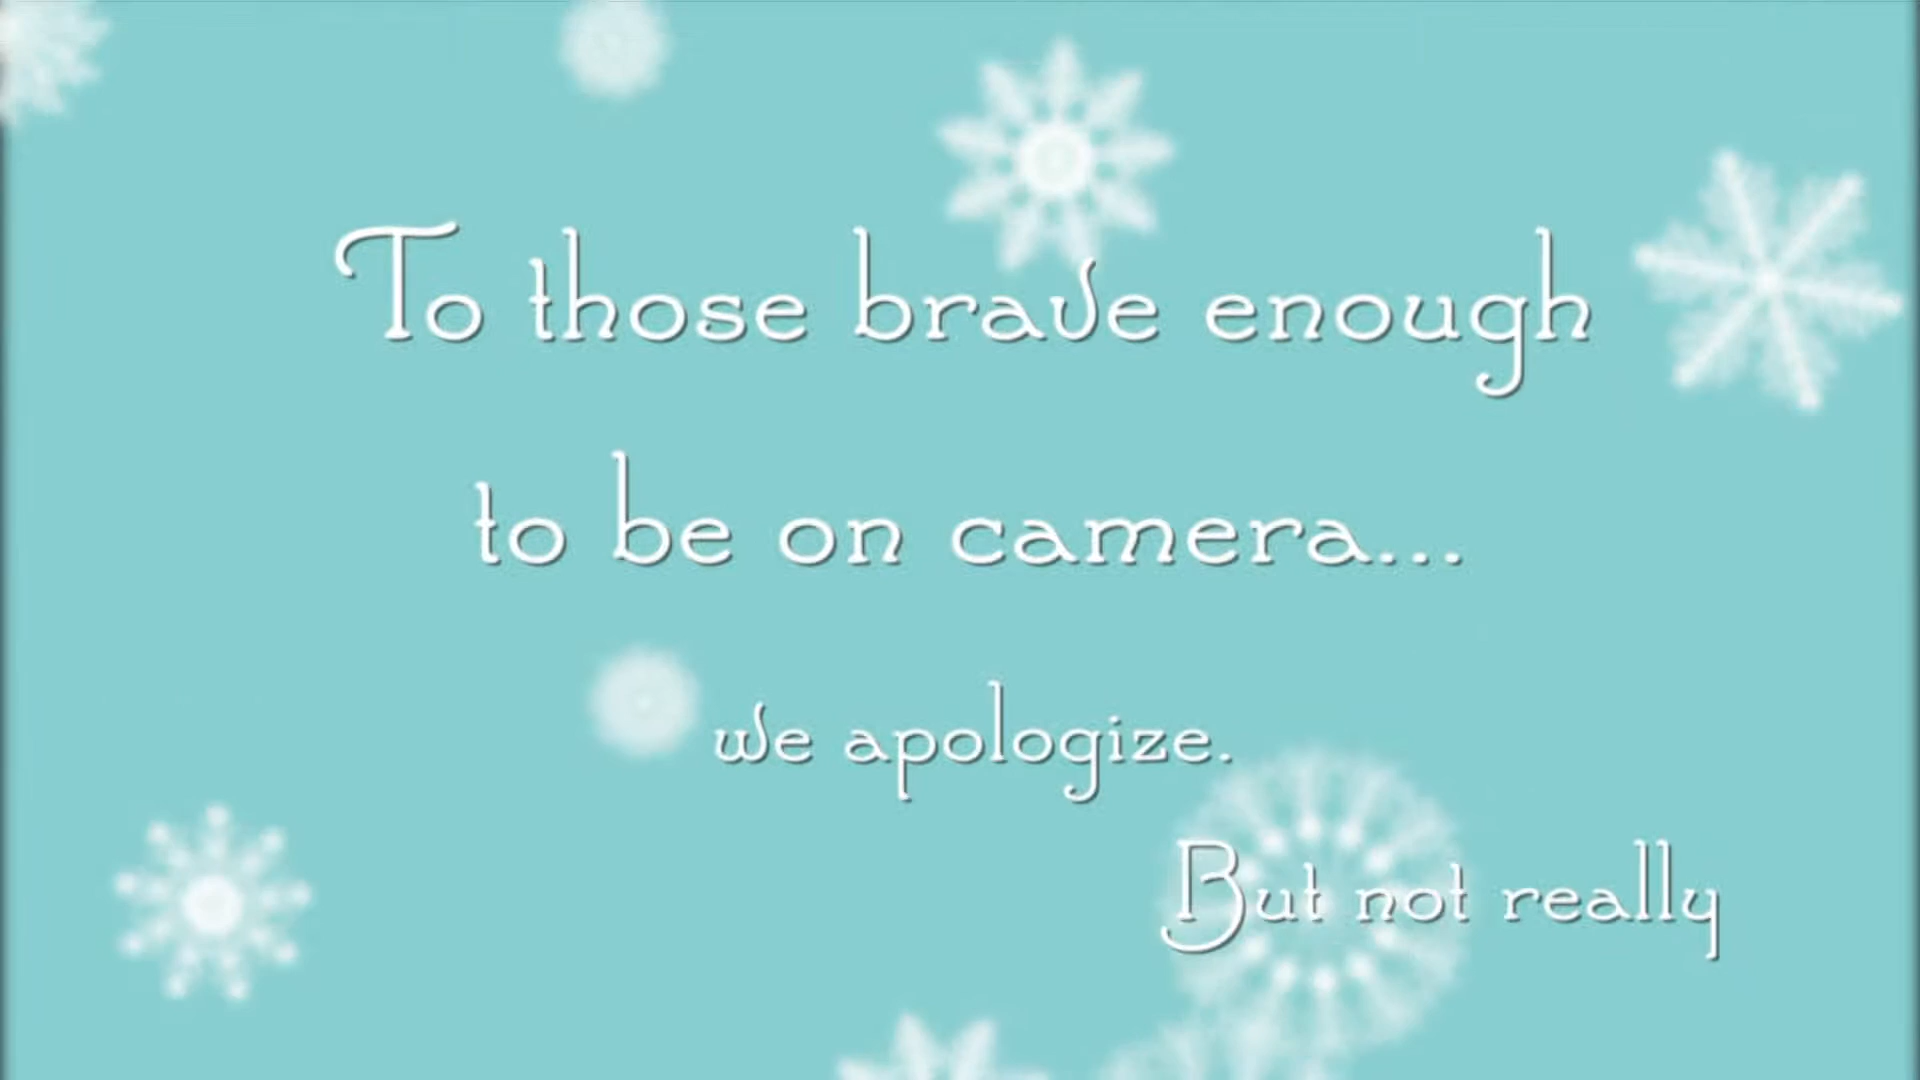 To those brave enough
to be on camera...
we apologize.
But not really